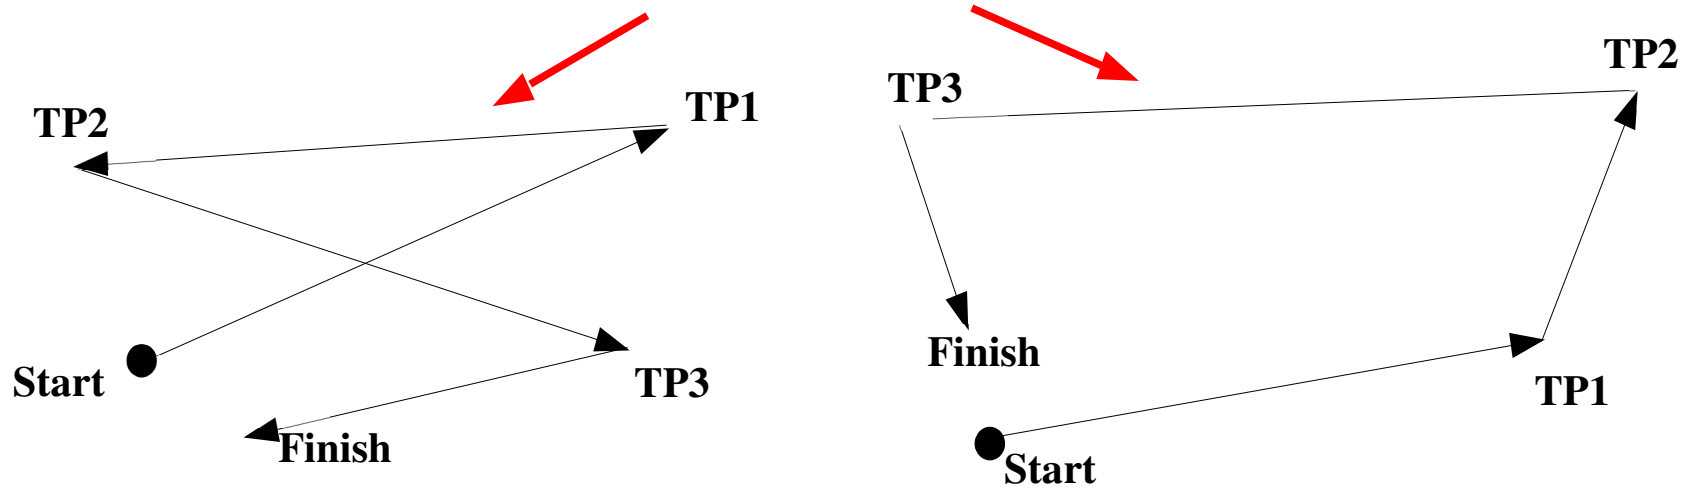 TP2
TP1
Start
TP3
Finish
TP3
TP2
Finish
TP1
Start